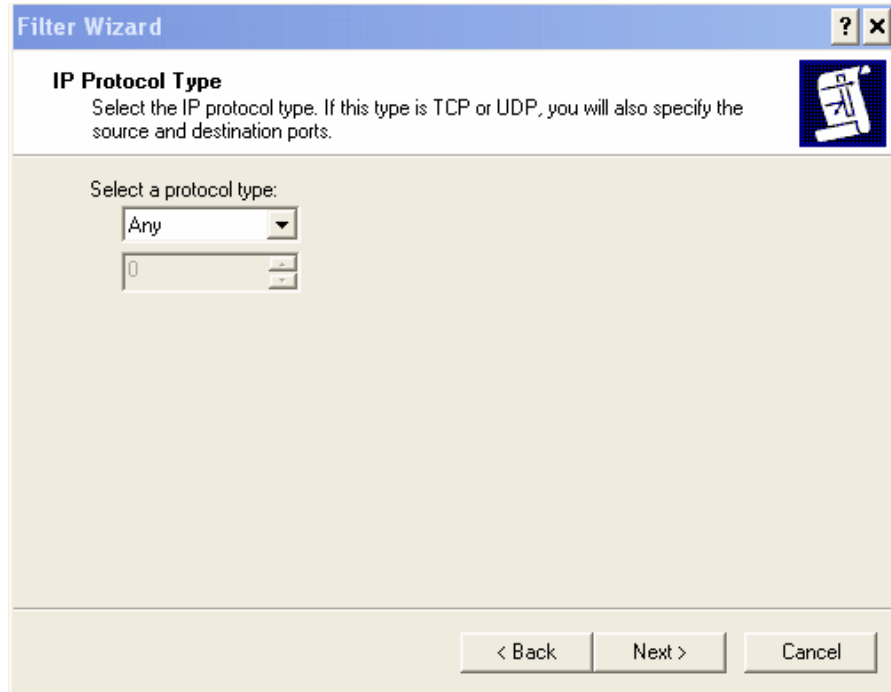 Filter Wizard
IP Protocol Type
Select the IP protocol type. If this type is TCP or UDP, you will also specify the
source and destination ports.
Select a protocol type:
Any
0
< Back Next > Cancel